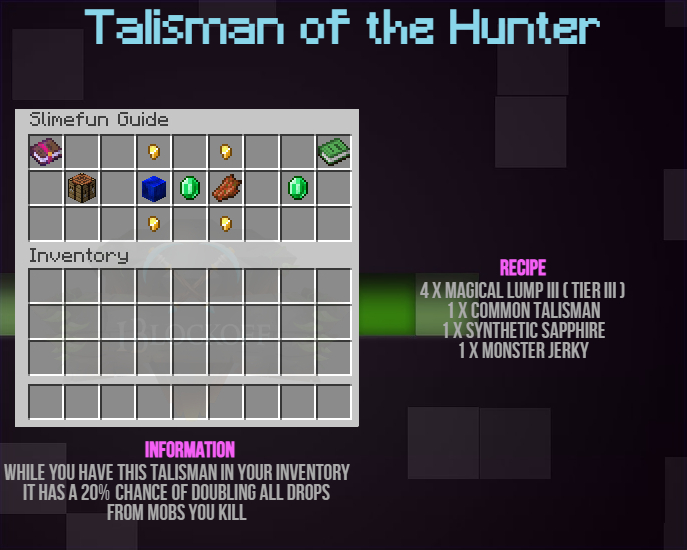 Talisman of the Hunter
Slimefun Guide
Inventory
RECIPE
4 X MAGICAL LUMP III ( TIER III )
1 X COMMON TALISMAN
1 X SYNTHETIC SAPPHIRE
1 X MONSTER JERKY
INFORMATION
WHILE YOU HAVE THIS TALISMAN IN YOUR INVENTORY
IT HAS A 20% CHANCE OF DOUBLING ALL DROPS
FROM MOBS YOU KILL